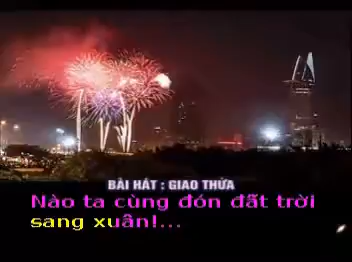 BÀI HÁT : GIAO THỪA
Nào ta cùng đón đất trời
sang xuân!...